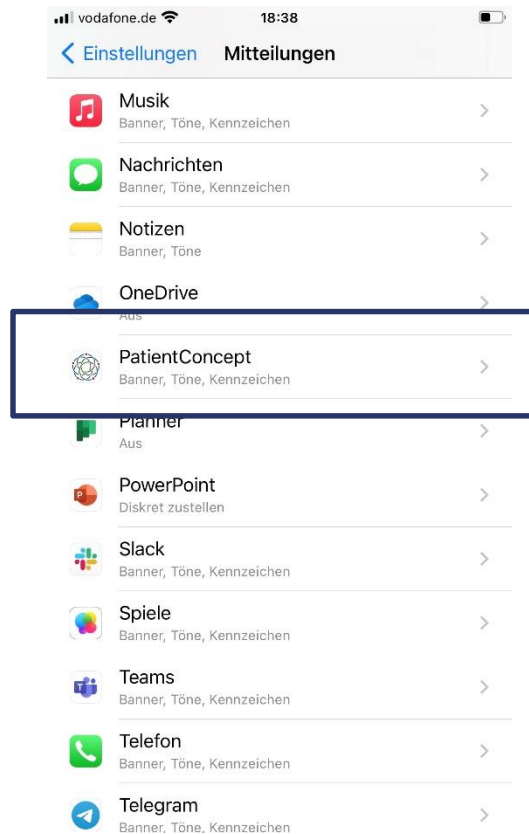 vodafone.de 18:38
Einstellungen Mitteilungen
Musik
Banner, Töne, Kennzeichen
Nachrichten
Banner, Töne, Kennzeichen
Notizen
Banner, Töne
OneDrive
Aus
PatientConcept
Banner, Töne, Kennzeichen
Planner
Aus
PowerPoint
Diskret zustellen
Slack
Banner, Töne, Kennzeichen
Spiele
Banner, Töne, Kennzeichen
Teams
Banner, Töne, Kennzeichen
Telefon
Banner, Töne, Kennzeichen
Telegram
Banner, Töne, Kennzeichen